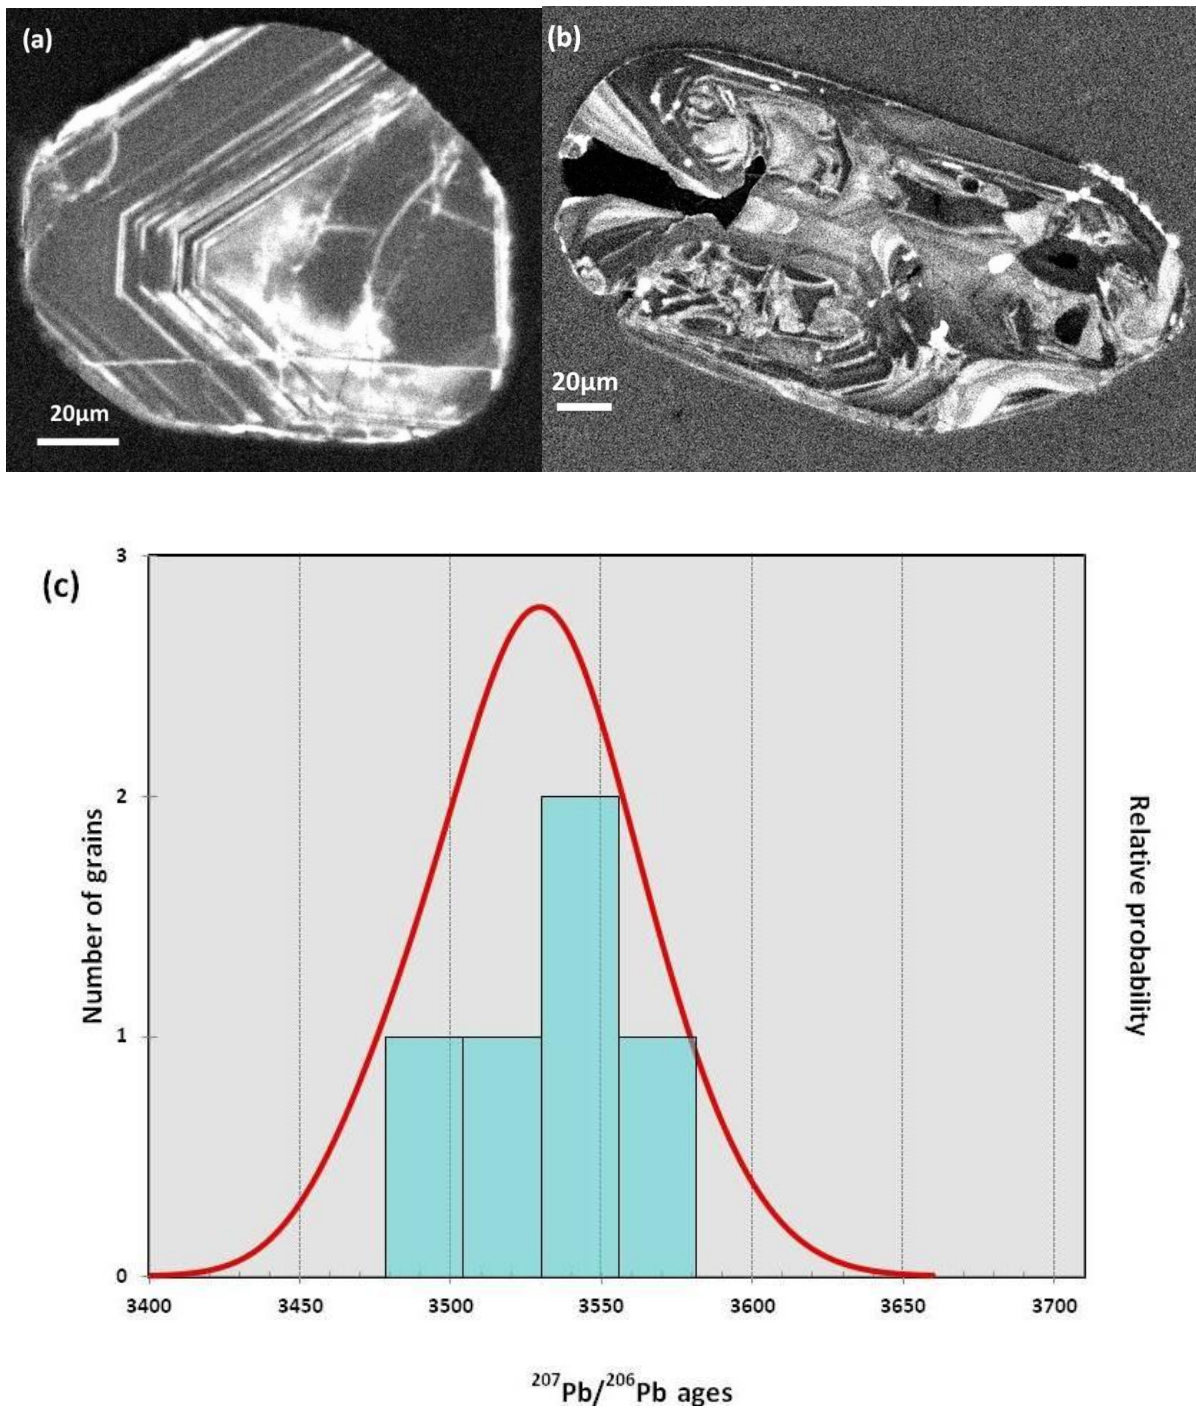 (a)
(b)
20µm
20µm
(c)
3
2
1
0
Number of grains
Relative probability
3400 3450 3500 3550 3600 3650 3700
²⁰⁷Pb/²⁰⁶Pb ages